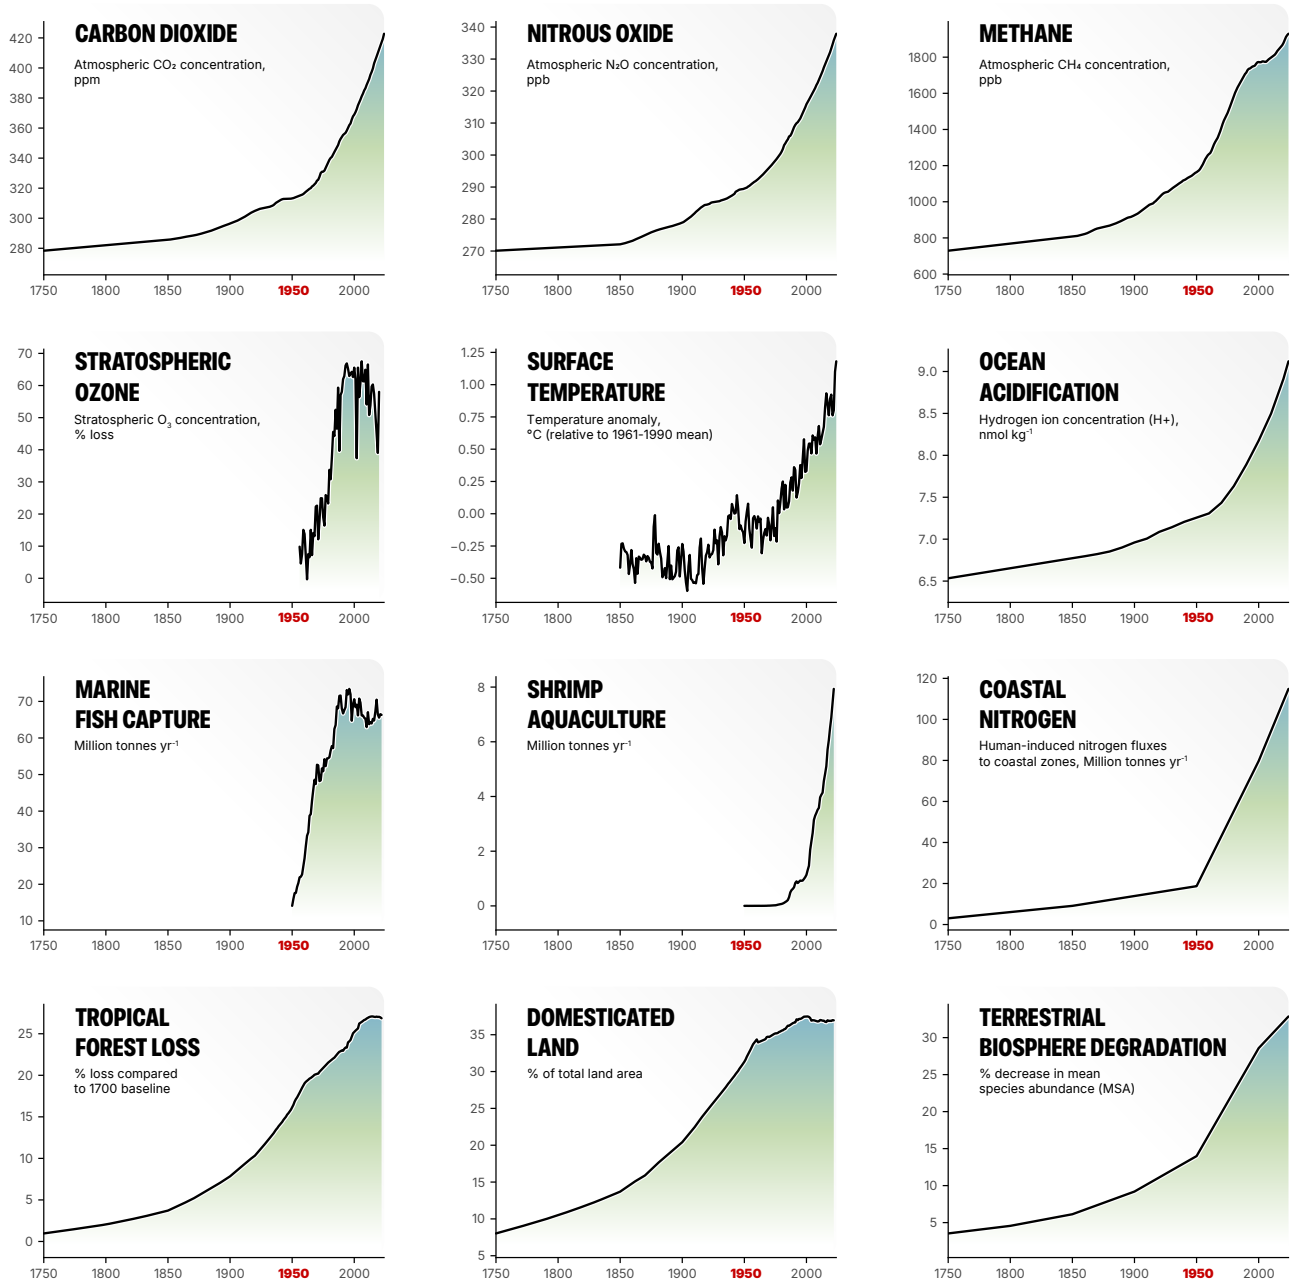 CARBON DIOXIDE
Atmospheric CO₂ concentration,
ppm
420
400
380
360
340
320
300
280
1750 1800 1850 1900 1950 2000
NITROUS OXIDE
Atmospheric N₂O concentration,
ppb
340
330
320
310
300
290
280
270
1750 1800 1850 1900 1950 2000
METHANE
Atmospheric CH₄ concentration,
ppb
1800
1600
1400
1200
1000
800
600
1750 1800 1850 1900 1950 2000
STRATOSPHERIC
OZONE
Stratospheric O₃ concentration,
% loss
70
60
50
40
30
20
10
0
1750 1800 1850 1900 1950 2000
SURFACE
TEMPERATURE
Temperature anomaly,
°C (relative to 1961-1990 mean)
1.25
1.00
0.75
0.50
0.25
0.00
−0.25
−0.50
1750 1800 1850 1900 1950 2000
OCEAN
ACIDIFICATION
Hydrogen ion concentration (H+),
nmol kg⁻¹
9.0
8.5
8.0
7.5
7.0
6.5
1750 1800 1850 1900 1950 2000
MARINE
FISH CAPTURE
Million tonnes yr⁻¹
70
60
50
40
30
20
10
1750 1800 1850 1900 1950 2000
SHRIMP
AQUACULTURE
Million tonnes yr⁻¹
8
6
4
2
0
1750 1800 1850 1900 1950 2000
COASTAL
NITROGEN
Human-induced nitrogen fluxes
to coastal zones, Million tonnes yr⁻¹
120
100
80
60
40
20
0
1750 1800 1850 1900 1950 2000
TROPICAL
FOREST LOSS
% loss compared
to 1700 baseline
25
20
15
10
5
0
1750 1800 1850 1900 1950 2000
DOMESTICATED
LAND
% of total land area
35
30
25
20
15
10
5
1750 1800 1850 1900 1950 2000
TERRESTRIAL
BIOSPHERE DEGRADATION
% decrease in mean
species abundance (MSA)
30
25
20
15
10
5
1750 1800 1850 1900 1950 2000